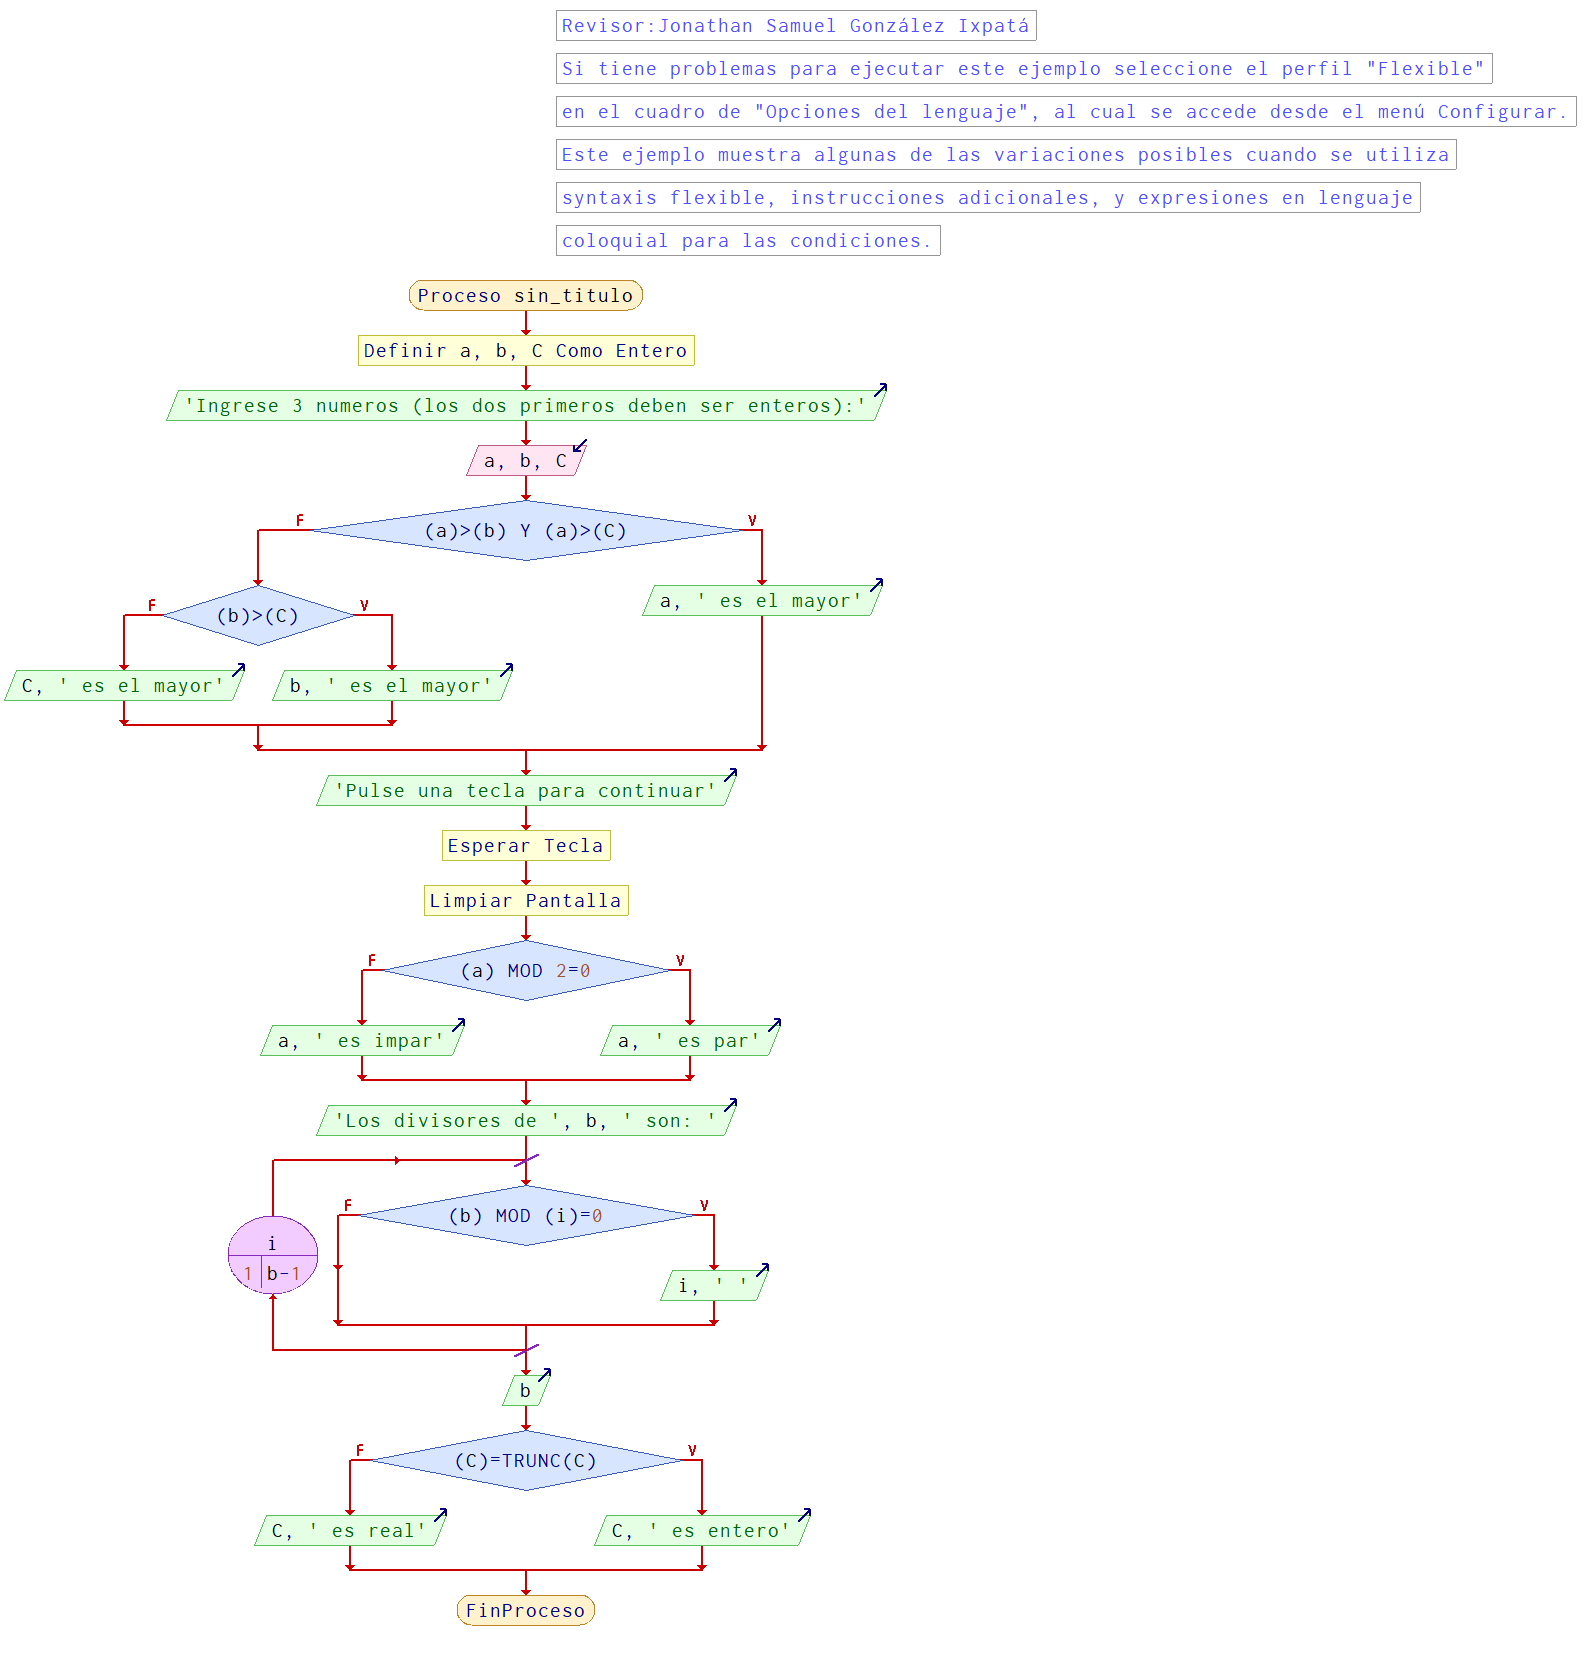 Revisor:Jonathan Samuel González Ixpatá
Si tiene problemas para ejecutar este ejemplo seleccione el perfil "Flexible"
en el cuadro de "Opciones del lenguaje", al cual se accede desde el menú Configurar.
Este ejemplo muestra algunas de las variaciones posibles cuando se utiliza
syntaxis flexible, instrucciones adicionales, y expresiones en lenguaje
coloquial para las condiciones.
Proceso sin_titulo
Definir a, b, C Como Entero
'Ingrese 3 numeros (los dos primeros deben ser enteros):'
a, b, C
F
(a)>(b) Y (a)>(C)
V
F
(b)>(C)
V
a, ' es el mayor'
C, ' es el mayor'
b, ' es el mayor'
'Pulse una tecla para continuar'
Esperar Tecla
Limpiar Pantalla
F
(a) MOD 2=0
V
a, ' es impar'
a, ' es par'
'Los divisores de ', b, ' son: '
F
(b) MOD (i)=0
V
i
1
b-1
i, ' '
b
F
(C)=TRUNC(C)
V
C, ' es real'
C, ' es entero'
FinProceso